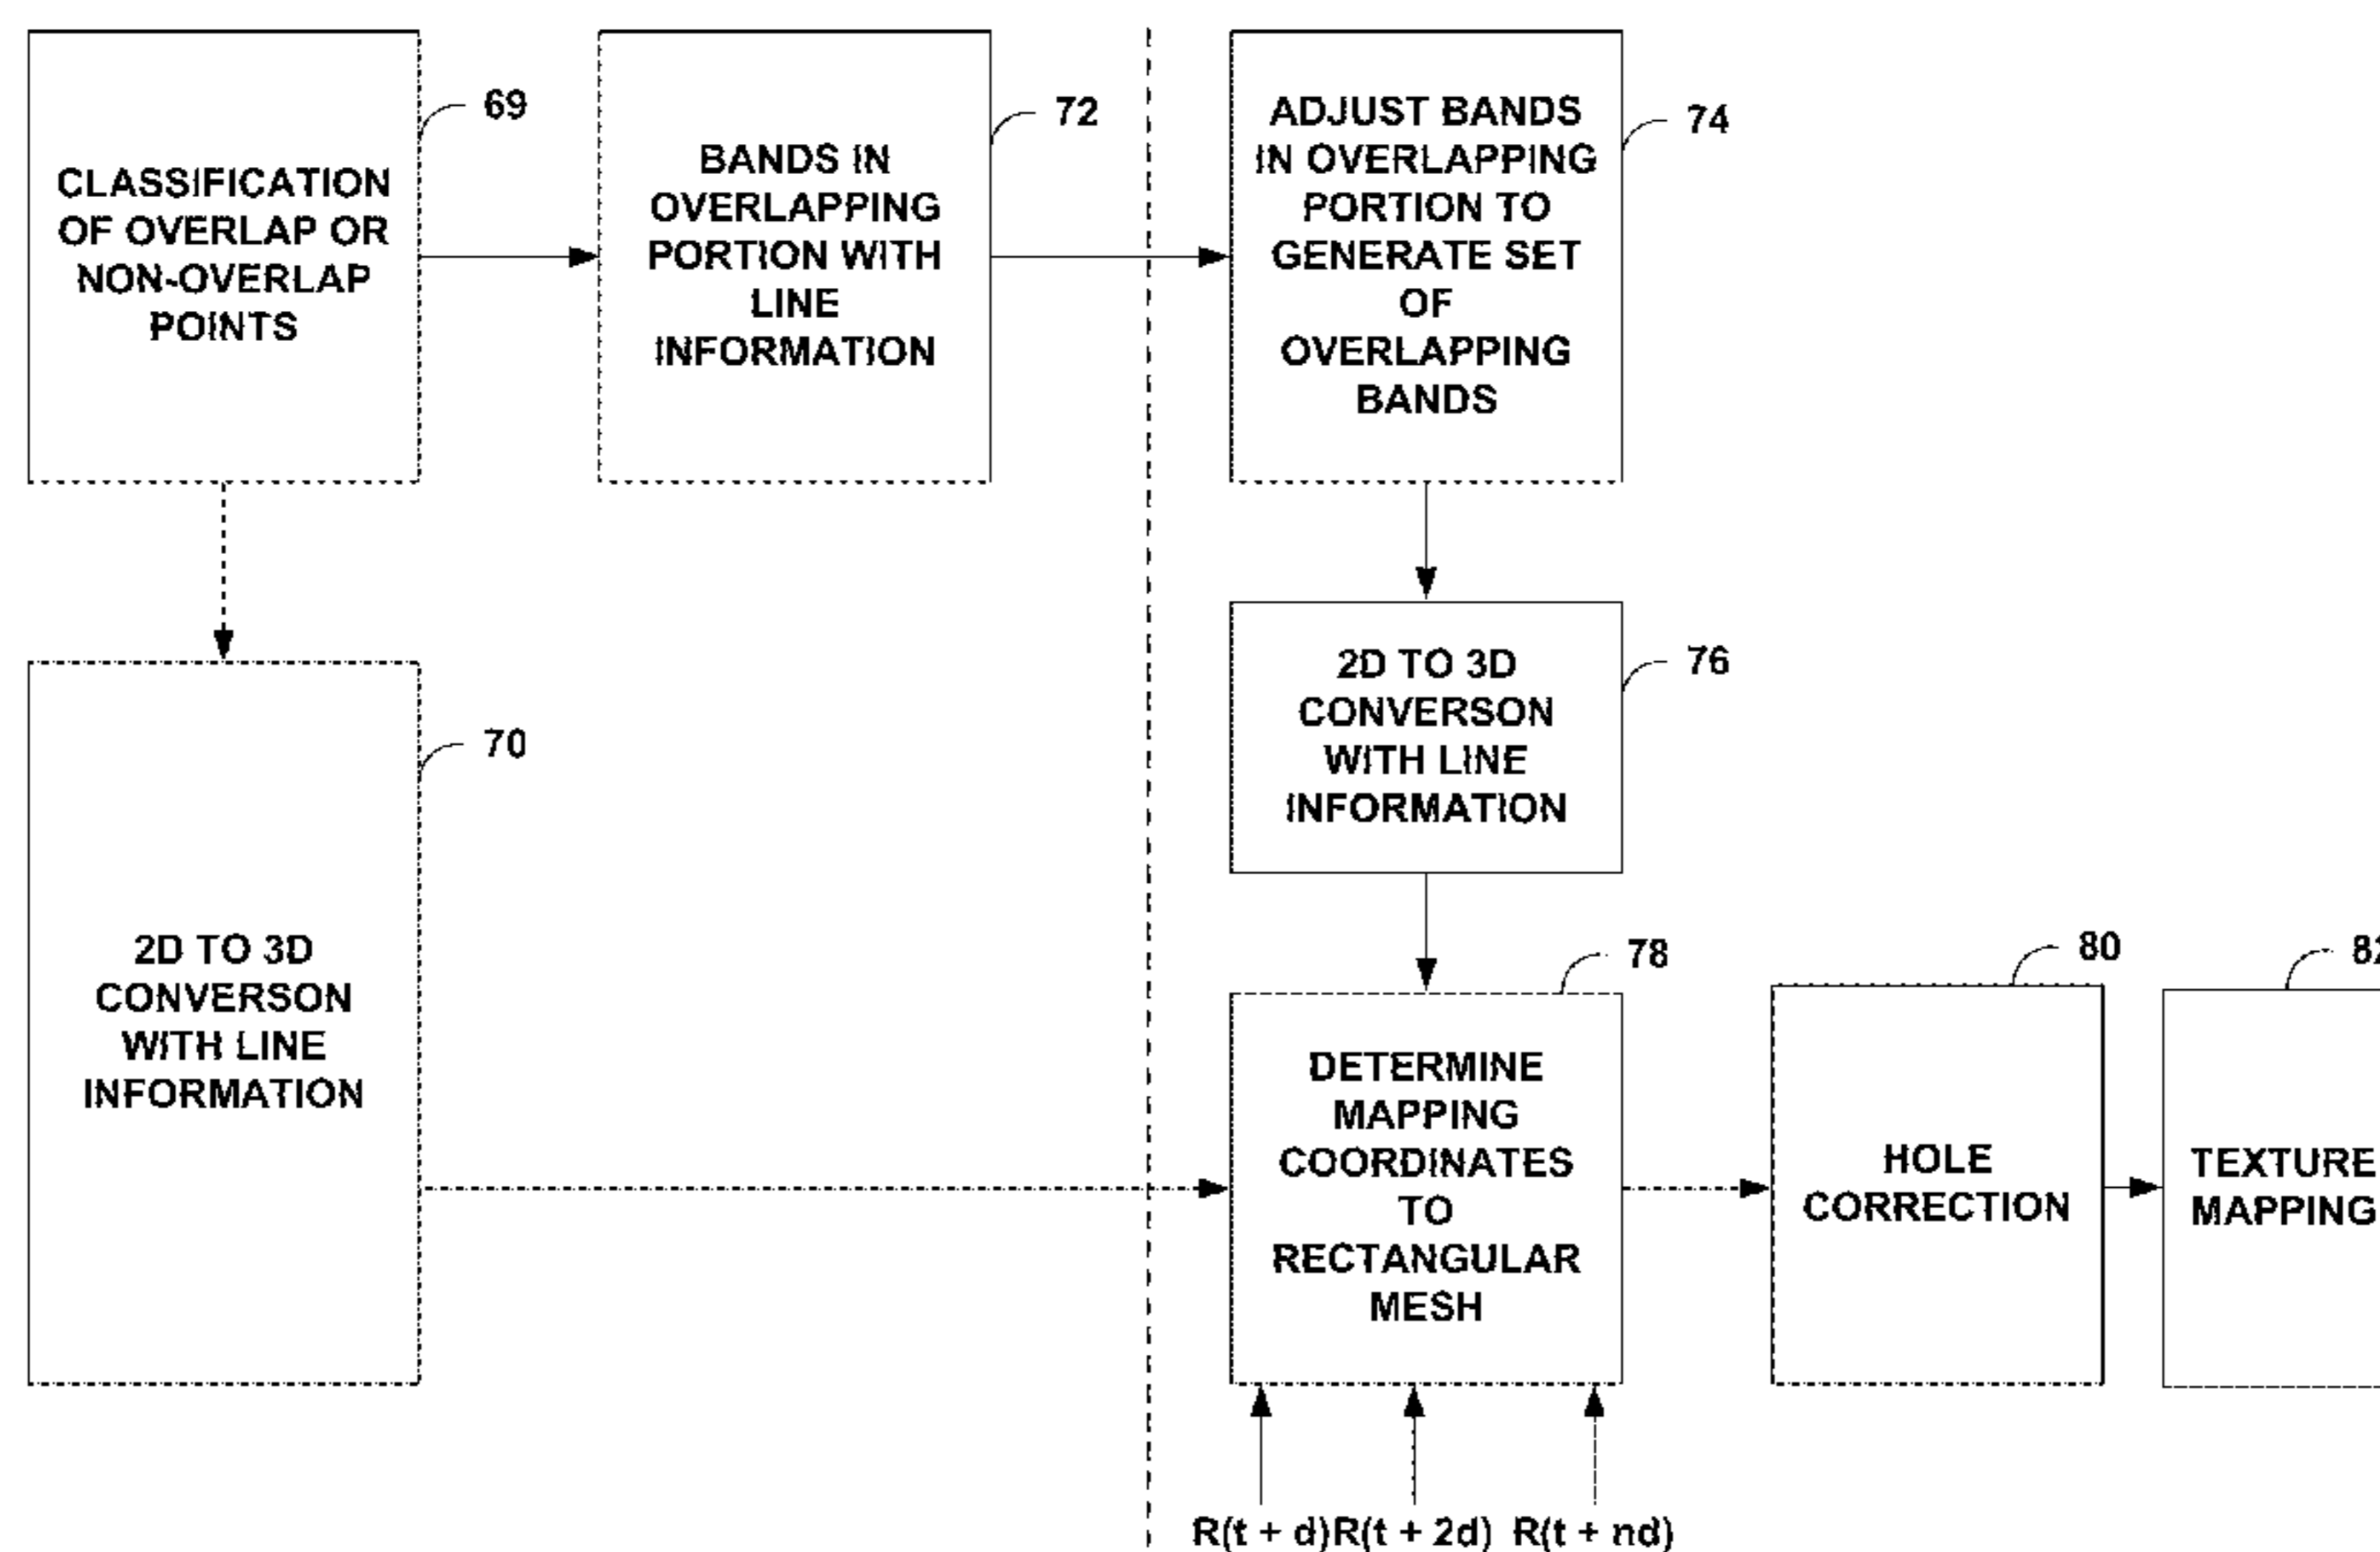 CLASSIFICATION
OF OVERLAP OR
NON-OVERLAP
POINTS
69
BANDS IN
OVERLAPPING
PORTION WITH
LINE
INFORMATION
72
ADJUST BANDS
IN OVERLAPPING
PORTION TO
GENERATE SET
OF
OVERLAPPING
BANDS
74
2D TO 3D
CONVERSON
WITH LINE
INFORMATION
76
2D TO 3D
CONVERSON
WITH LINE
INFORMATION
70
DETERMINE
MAPPING
COORDINATES
TO
RECTANGULAR
MESH
78
HOLE
CORRECTION
80
TEXTURE
MAPPING
R(t + d) R(t + 2d) R(t + nd)